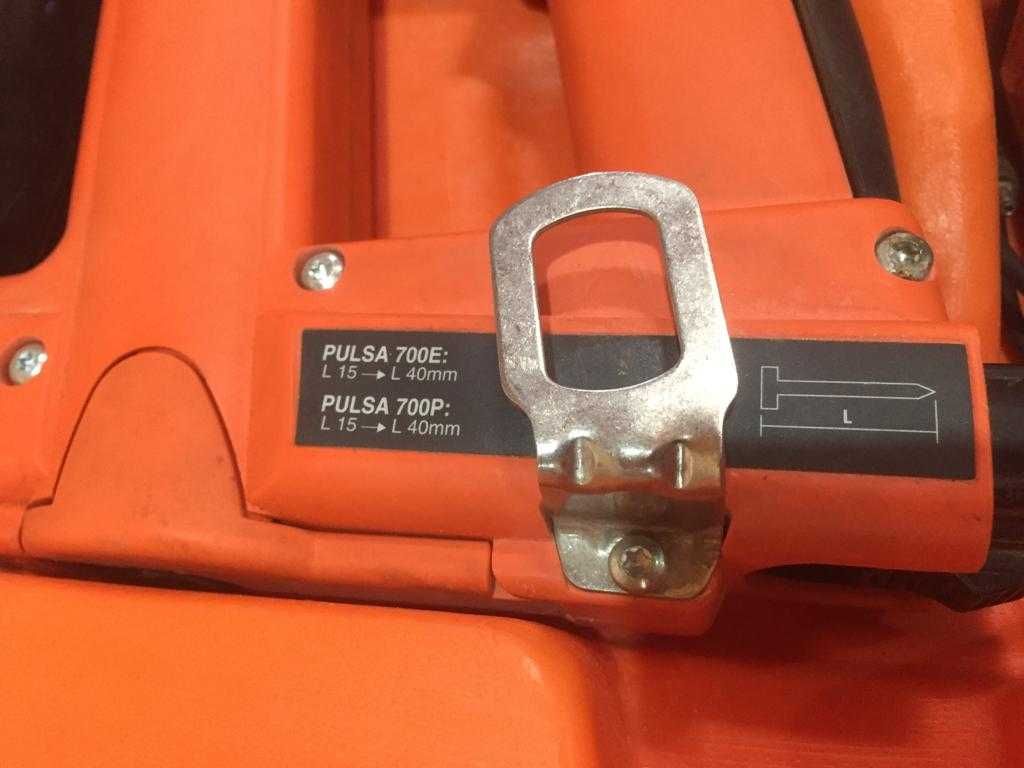 PULSA 700E:
L 15 → L 40mm
PULSA 700P:
L 15 → L 40mm
L